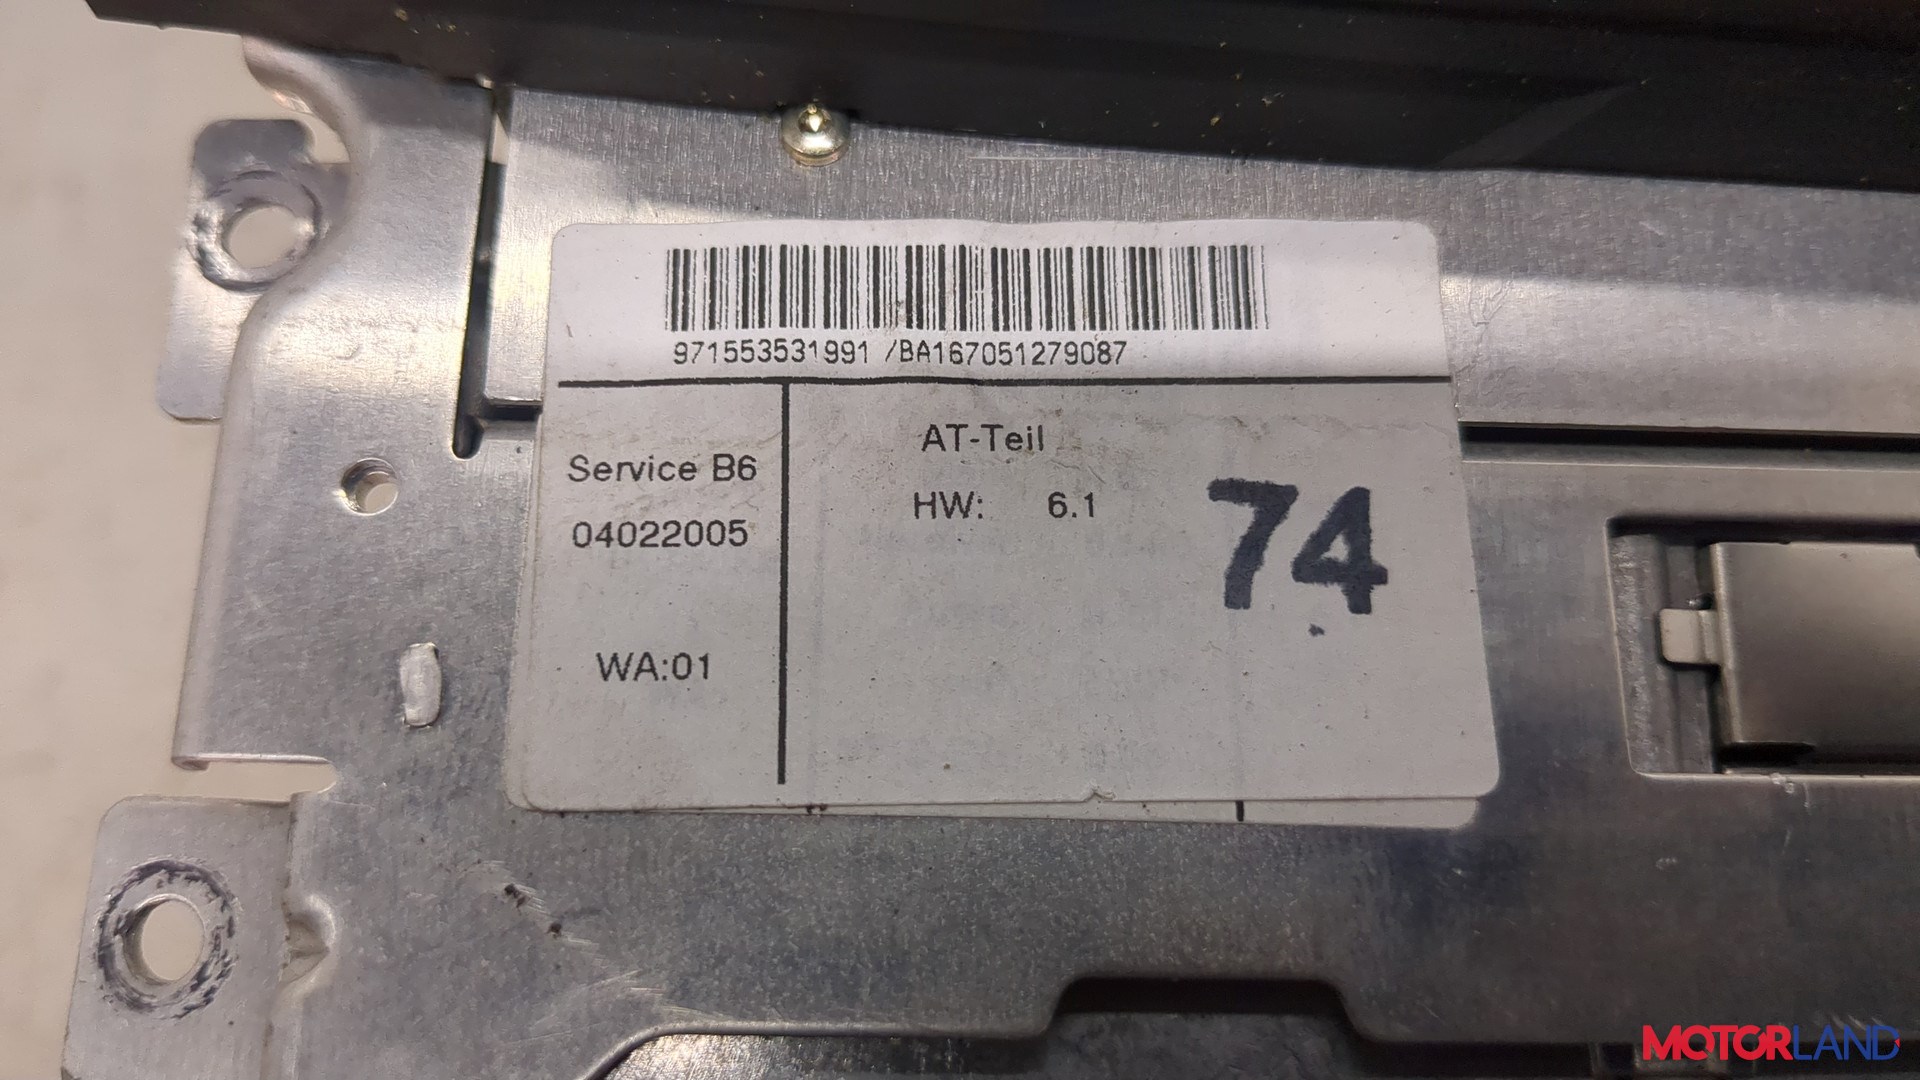 971553531991 /BA167051279087
Service B6
04022005
WA:01
AT-Teil
HW: 6.1
74
MOTORLAND